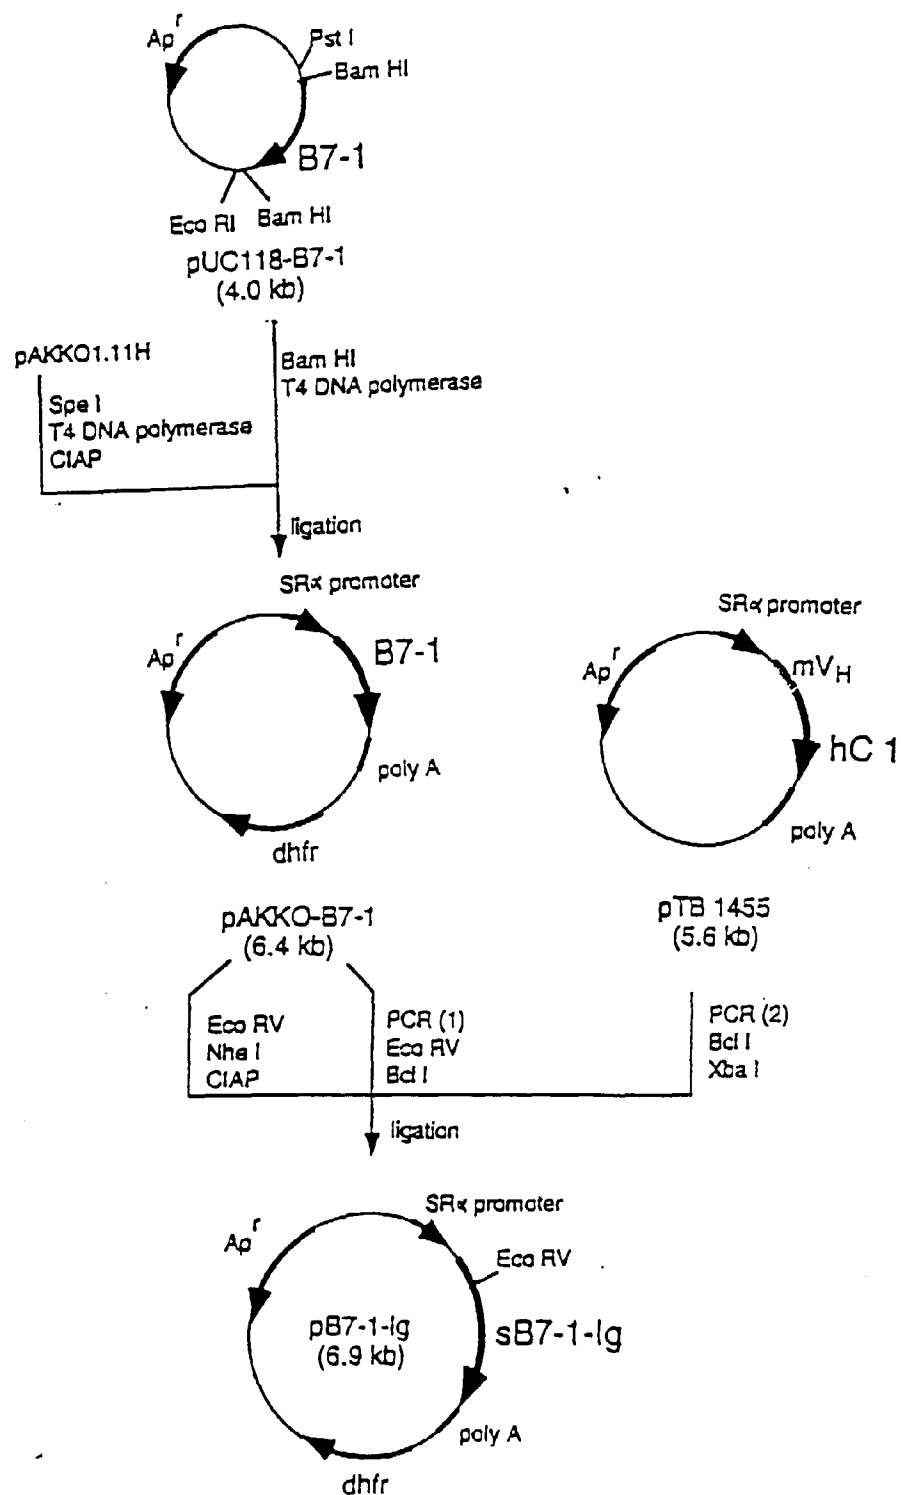 Ap r
Pst I
Bam HI
B7-1
Eco RI
Bam HI
pUC118-B7-1
(4.0 kb)
pAKKO1.11H
Spe I
T4 DNA polymerase
CIAP
Bam HI
T4 DNA polymerase
ligation
SRα promoter
Ap r
B7-1
poly A
dhfr
pAKKO-B7-1
(6.4 kb)
SRα promoter
Ap r
mVH
hC 1
poly A
pTB 1455
(5.6 kb)
Eco RV
Nhe I
CIAP
PCR (1)
Eco RV
Bcl I
PCR (2)
Bcl I
Xba I
ligation
SRα promoter
Ap r
Eco RV
pB7-1-Ig
(6.9 kb)
sB7-1-Ig
poly A
dhfr